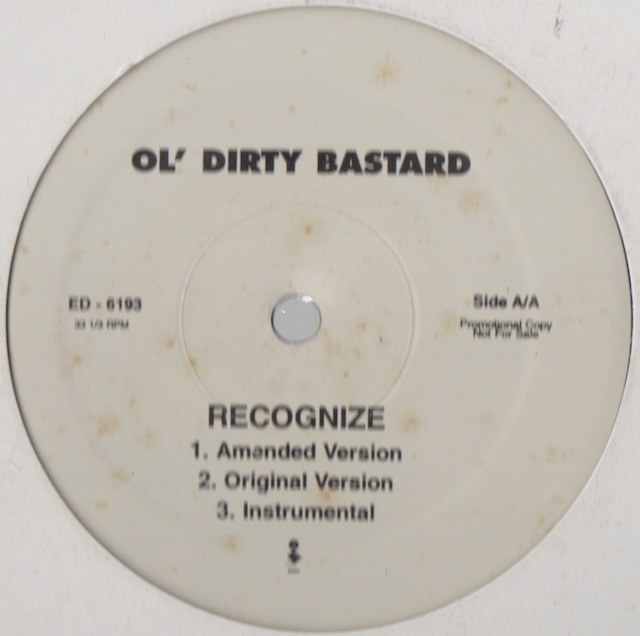 OL' DIRTY BASTARD
ED - 6193
33 1/3 RPM
Side A/A
Promotional Copy
Not For Sale
RECOGNIZE
1. Amended Version
2. Original Version
3. Instrumental